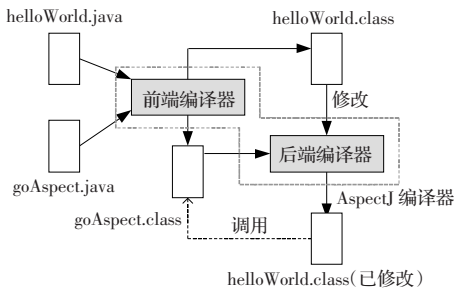 helloWorld.java
helloWorld.class
前端编译器
修改
后端编译器
goAspect.java
AspectJ 编译器
goAspect.class
调用
helloWorld.class(已修改)